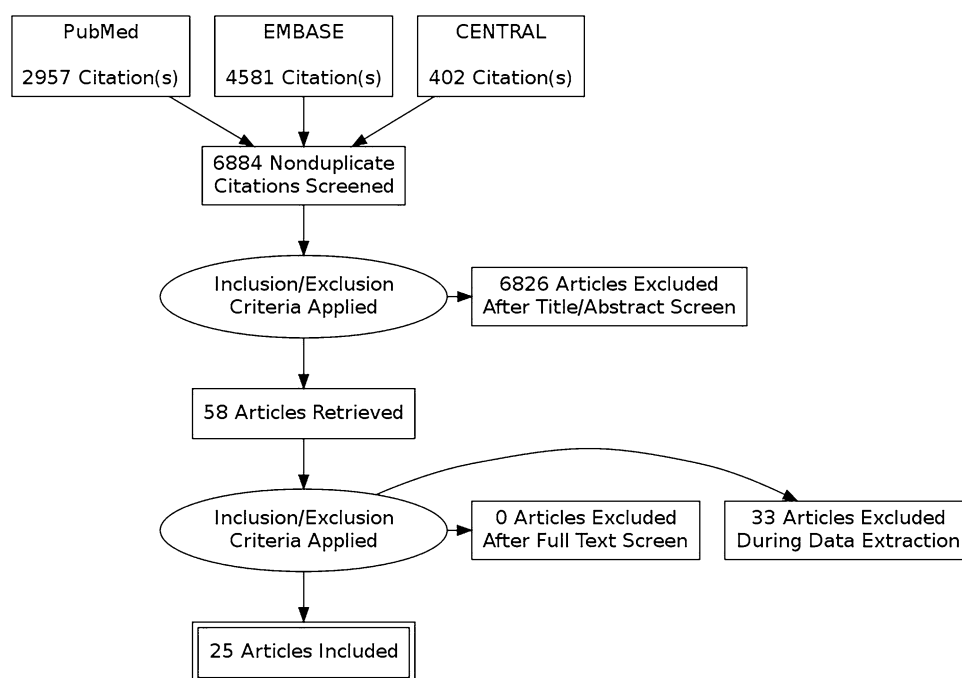 PubMed
2957 Citation(s)
EMBASE
4581 Citation(s)
CENTRAL
402 Citation(s)
6884 Nonduplicate
Citations Screened
Inclusion/Exclusion
Criteria Applied
6826 Articles Excluded
After Title/Abstract Screen
58 Articles Retrieved
Inclusion/Exclusion
Criteria Applied
0 Articles Excluded
After Full Text Screen
33 Articles Excluded
During Data Extraction
25 Articles Included